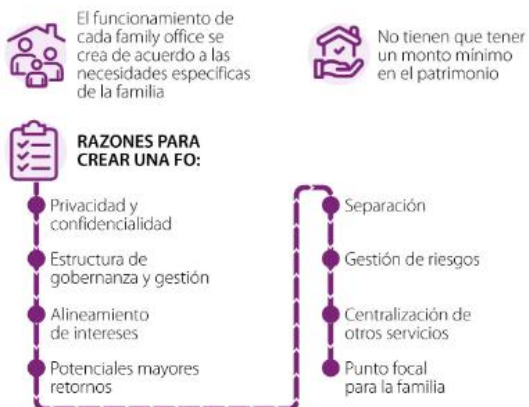 El funcionamiento de
cada family office se
crea de acuerdo a las
necesidades específicas
de la familia
No tienen que tener
un monto mínimo
en el patrimonio
RAZONES PARA
CREAR UNA FO:
Privacidad y
confidencialidad
Estructura de
gobernanza y gestión
Alineamiento
de intereses
Potenciales mayores
retornos
Separación
Gestión de riesgos
Centralización de
otros servicios
Punto focal
para la familia